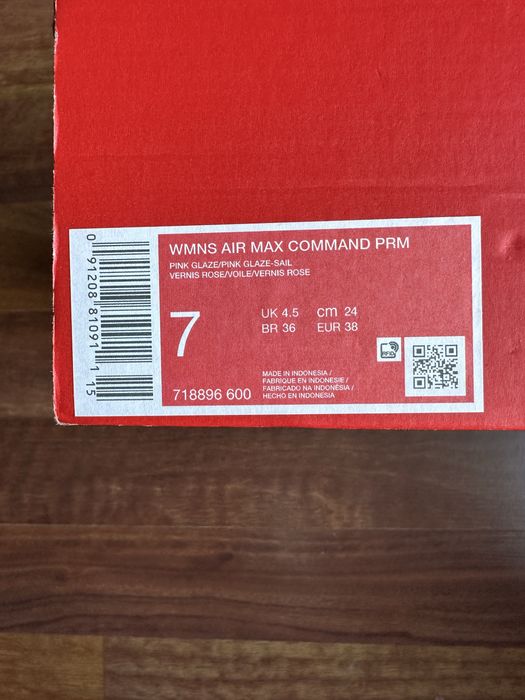 WMNS AIR MAX COMMAND PRM
PINK GLAZE/PINK GLAZE-SAIL
VERNIS ROSE/VOILE/VERNIS ROSE
7
UK 4.5 cm 24
BR 36 EUR 38
RFID
718896 600
MADE IN INDONESIA /
FABRIQUE EN INDONESIE /
FABRICADO NA INDONÉSIA /
HECHO EN INDONESIA
0 91208 81091 1 15